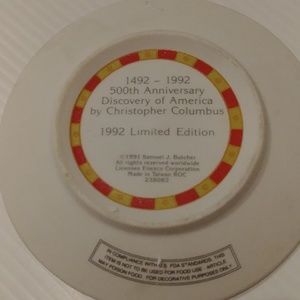 1492 - 1992
500th Anniversary
Discovery of America
by Christopher Columbus
1992 Limited Edition
©1991 Samuel J. Butcher
All rights reserved worldwide
Licensee Enesco Corporation
Made in Taiwan ROC
IN COMPLIANCE WITH U.S. FDA STANDARDS, THIS
ITEM IS NOT TO BE USED FOR FOOD USE. ARTICLE
MAY POISON FOOD. FOR DECORATIVE PURPOSES ONLY.